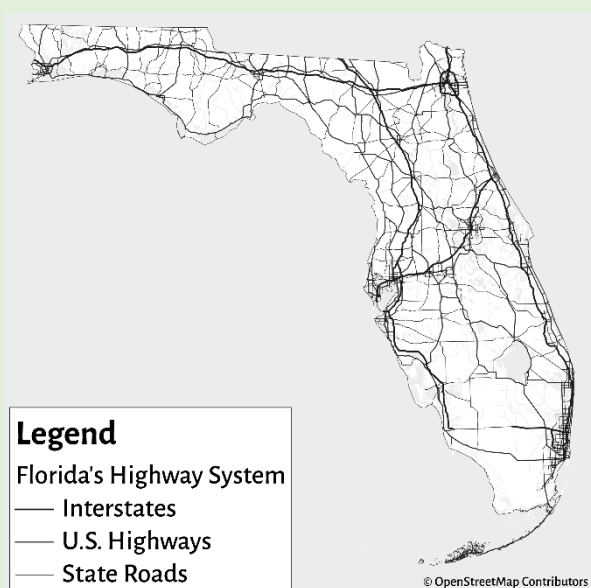 Legend
Florida's Highway System
Interstates
U.S. Highways
State Roads
© OpenStreetMap Contributors